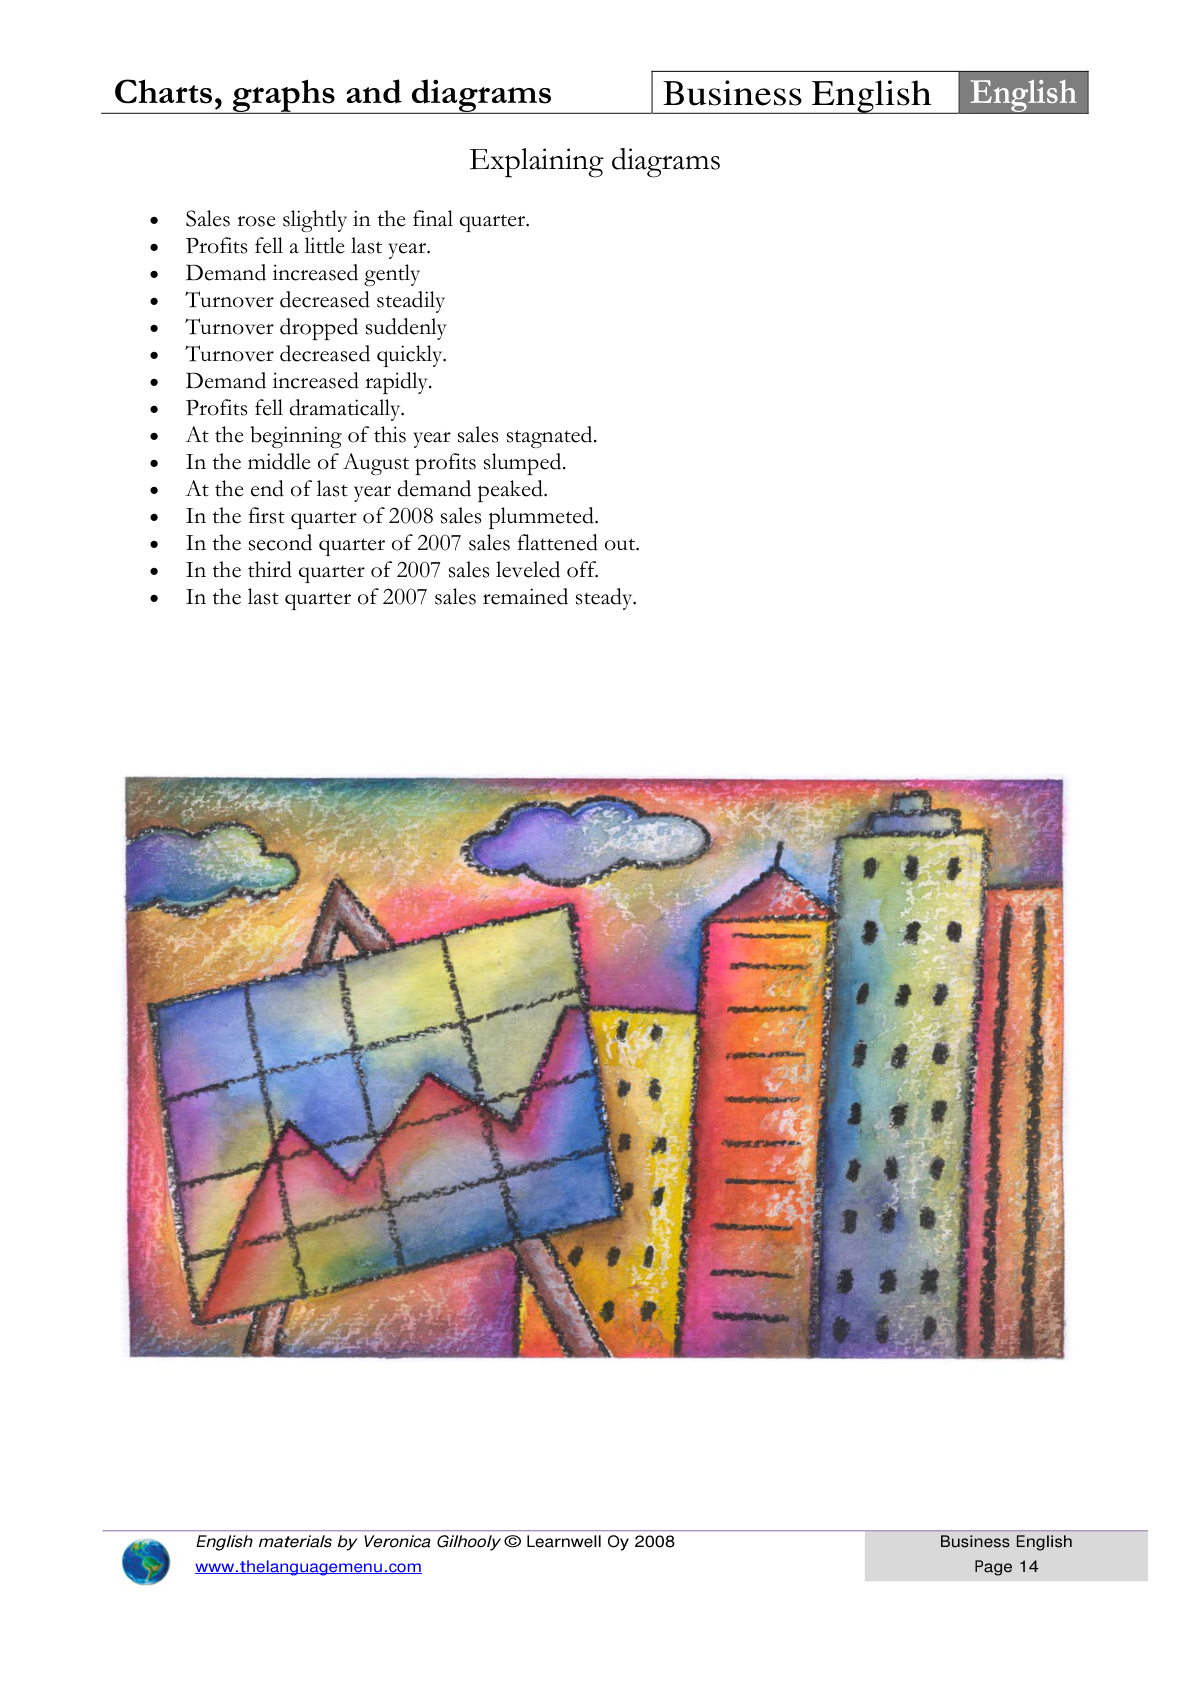 Charts, graphs and diagrams Business English English
Explaining diagrams
• Sales rose slightly in the final quarter.
• Profits fell a little last year.
• Demand increased gently
• Turnover decreased steadily
• Turnover dropped suddenly
• Turnover decreased quickly.
• Demand increased rapidly.
• Profits fell dramatically.
• At the beginning of this year sales stagnated.
• In the middle of August profits slumped.
• At the end of last year demand peaked.
• In the first quarter of 2008 sales plummeted.
• In the second quarter of 2007 sales flattened out.
• In the third quarter of 2007 sales leveled off.
• In the last quarter of 2007 sales remained steady.
English materials by Veronica Gilhooly © Learnwell Oy 2008
www.thelanguagemenu.com
Business English
Page 14